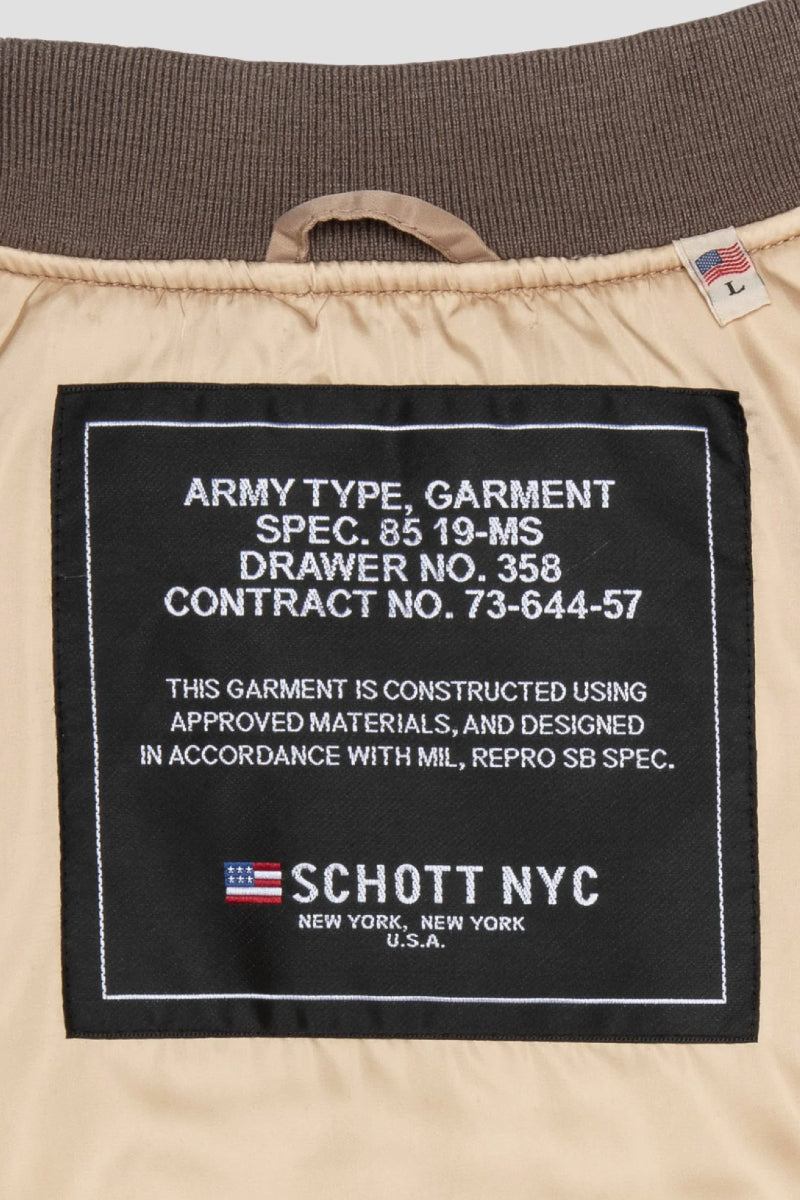 L
ARMY TYPE, GARMENT
SPEC. 85 19-MS
DRAWER NO. 358
CONTRACT NO. 73-644-57
THIS GARMENT IS CONSTRUCTED USING
APPROVED MATERIALS, AND DESIGNED
IN ACCORDANCE WITH MIL, REPRO SB SPEC.
SCHOTT NYC
NEW YORK, NEW YORK
U.S.A.